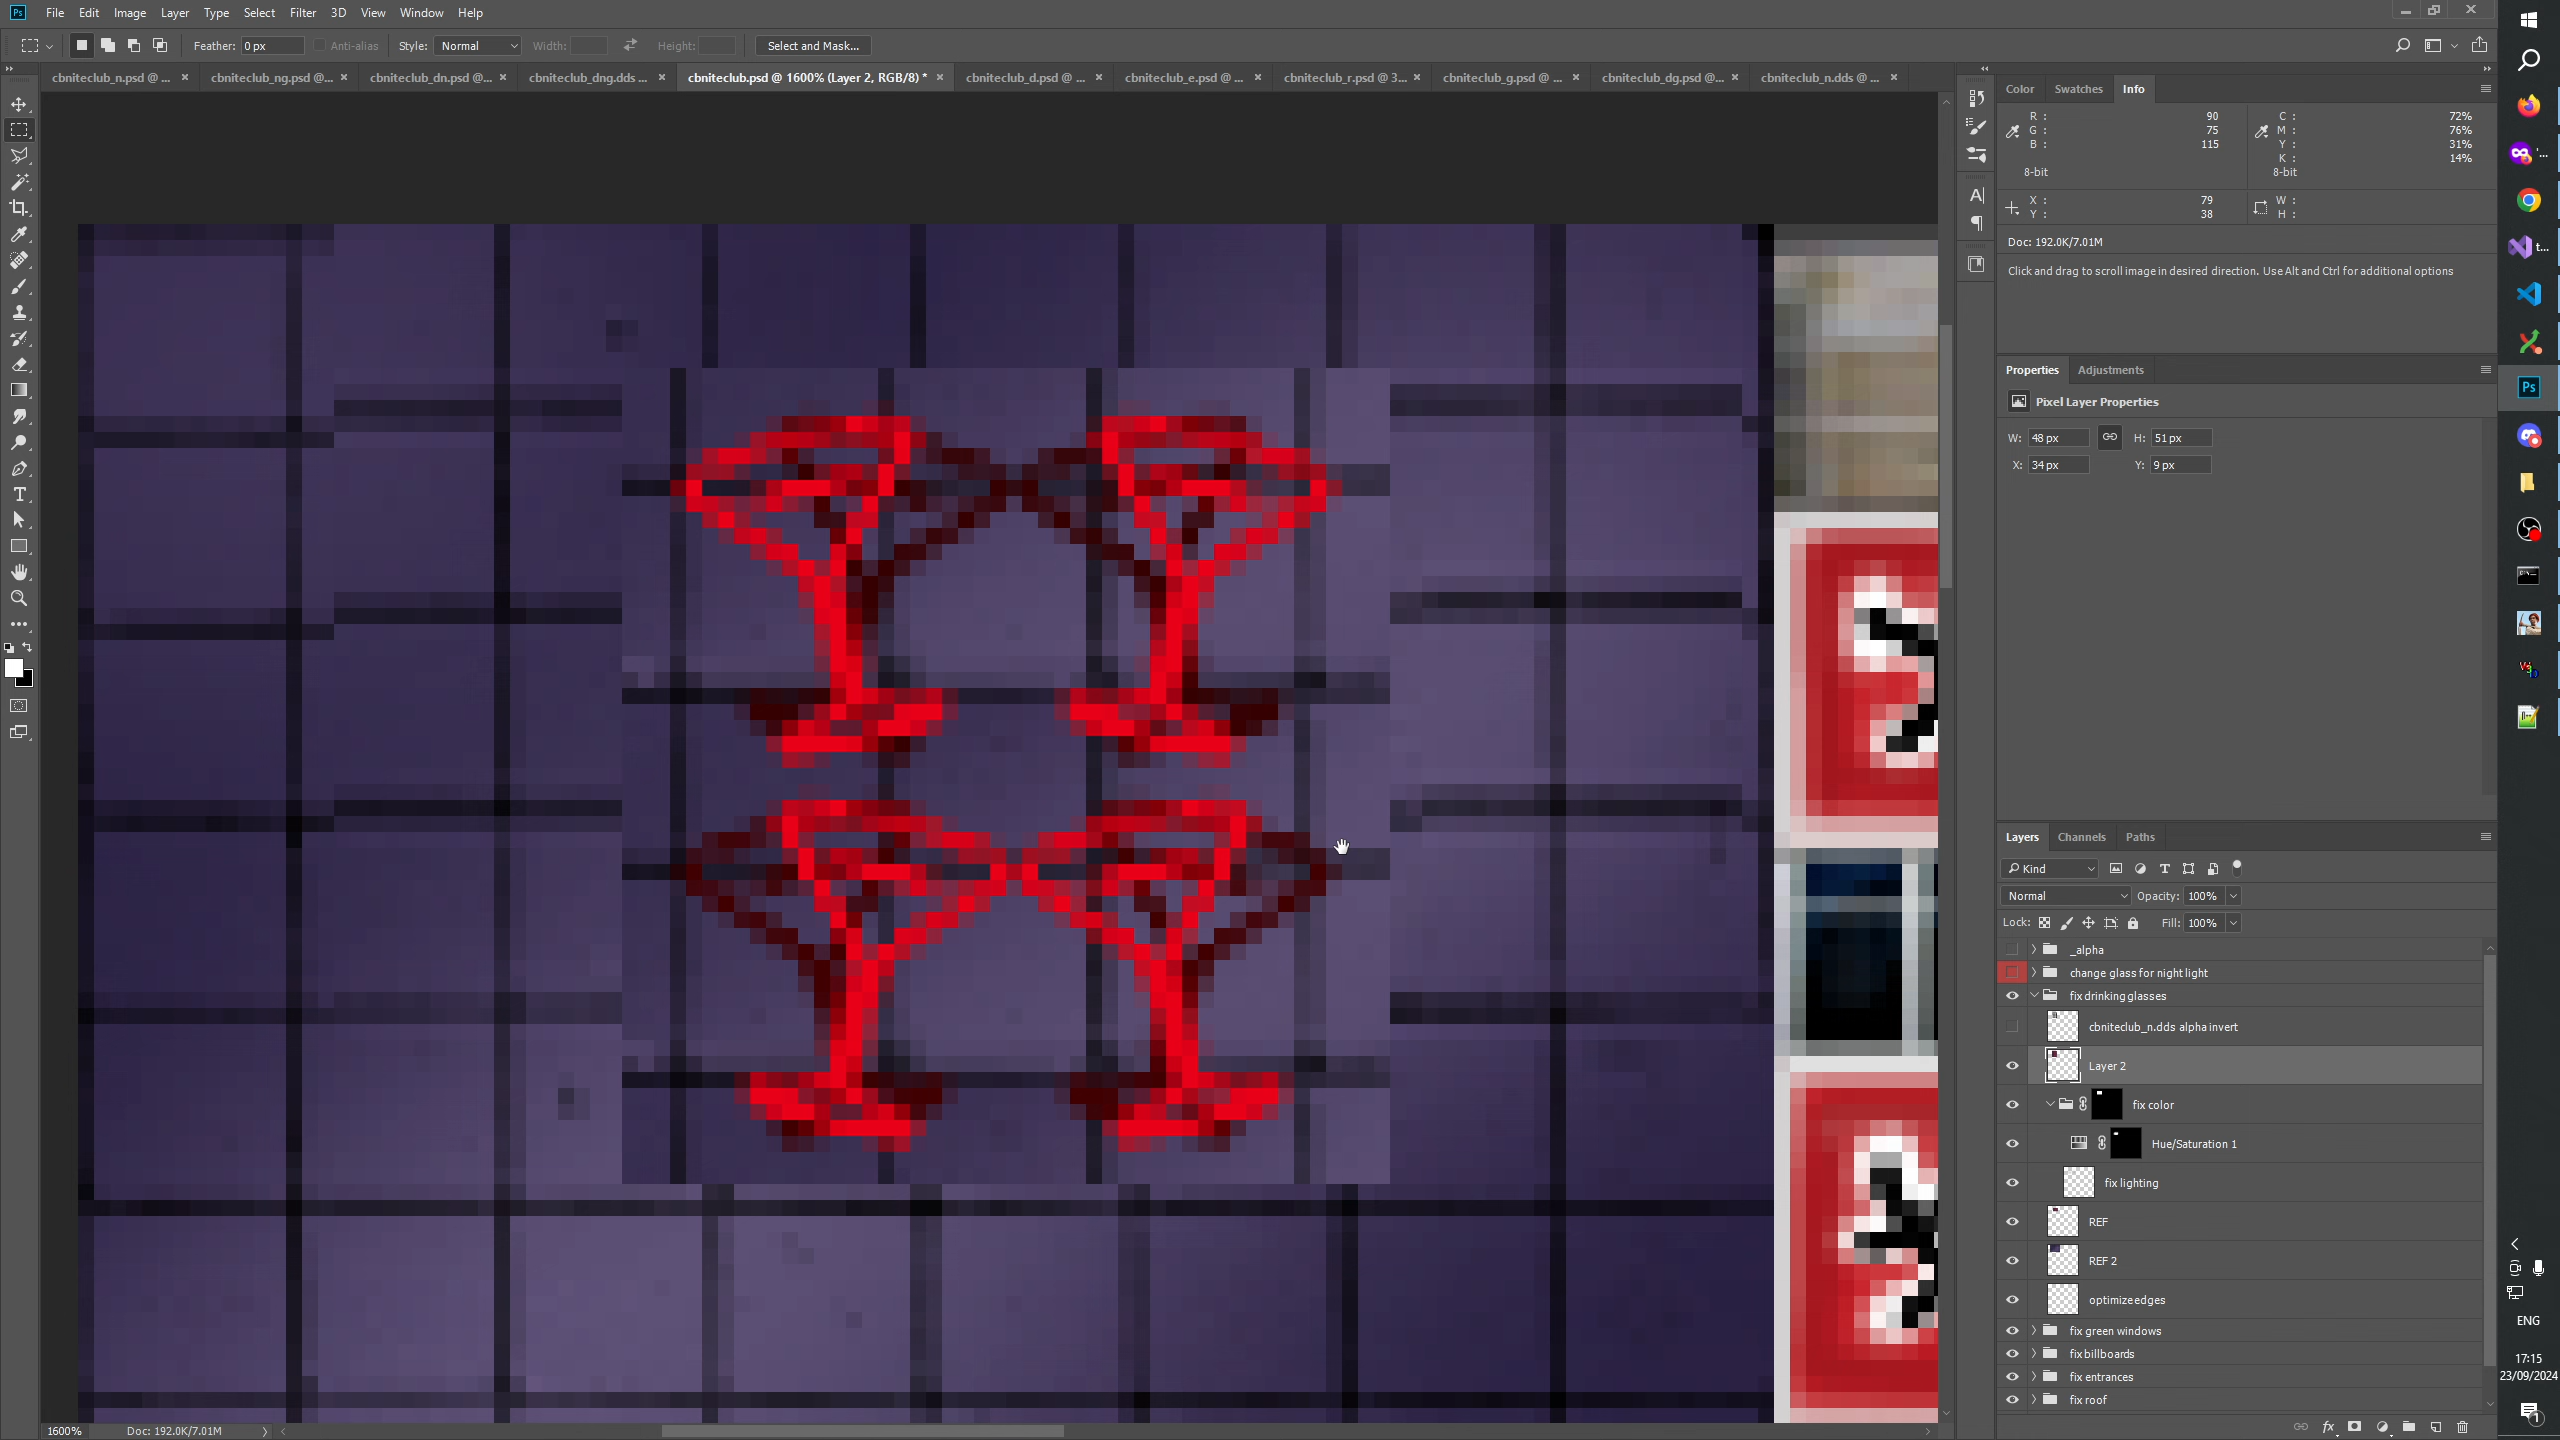 Ps File Edit Image Layer Type Select Filter 3D View Window Help
Feather: 0 px Anti-alias Style: Normal Width: Height: Select and Mask...
cbniteclub_n.psd @ ... cbniteclub_ng.psd @... cbniteclub_dn.psd @... cbniteclub_dng.dds ... cbniteclub.psd @ 1600% (Layer 2, RGB/8) * cbniteclub_d.psd @ ... cbniteclub_e.psd @ ... cbniteclub_r.psd @ 3... cbniteclub_g.psd @ ... cbniteclub_dg.psd @... cbniteclub_n.dds @ ...
Color Swatches Info
R : 90 C : 72%
G : 75 M : 76%
B : 115 Y : 31%
K : 14%
8-bit 8-bit
X : 79 W :
Y : 38 H :
Doc: 192.0K/7.01M
Click and drag to scroll image in desired direction. Use Alt and Ctrl for additional options
Properties Adjustments
Pixel Layer Properties
W: 48 px H: 51 px
X: 34 px Y: 9 px
Layers Channels Paths
Kind
Normal Opacity: 100%
Lock: Fill: 100%
_alpha
change glass for night light
fix drinking glasses
cbniteclub_n.dds alpha invert
Layer 2
fix color
Hue/Saturation 1
fix lighting
REF
REF 2
optimize edges
fix green windows
fix billboards
fix entrances
fix roof
1600% Doc: 192.0K/7.01M
ENG
17:15
23/09/2024